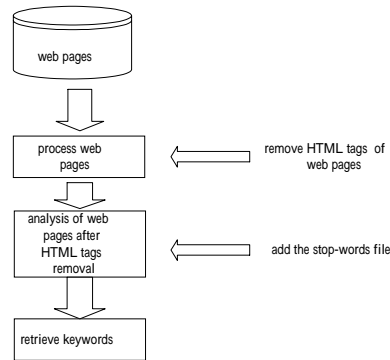 web pages
process web
pages
remove HTML tags of
web pages
analysis of web
pages after
HTML tags
removal
add the stop-words file
retrieve keywords